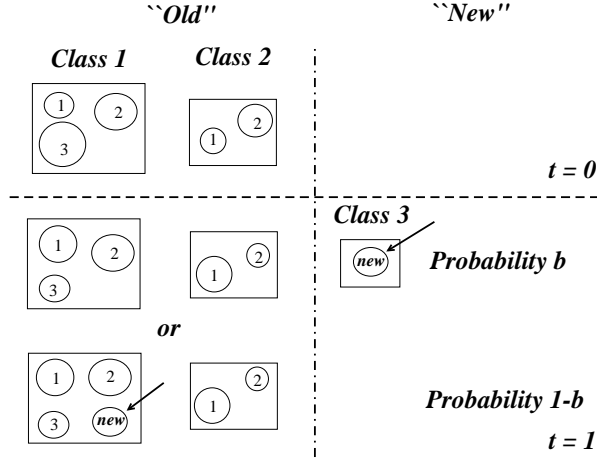 ``Old''
``New''
Class 1
Class 2
1
2
3
1
2
t = 0
Class 3
1
2
3
1
2
new
Probability b
or
1
2
3
new
1
2
Probability 1-b
t = 1